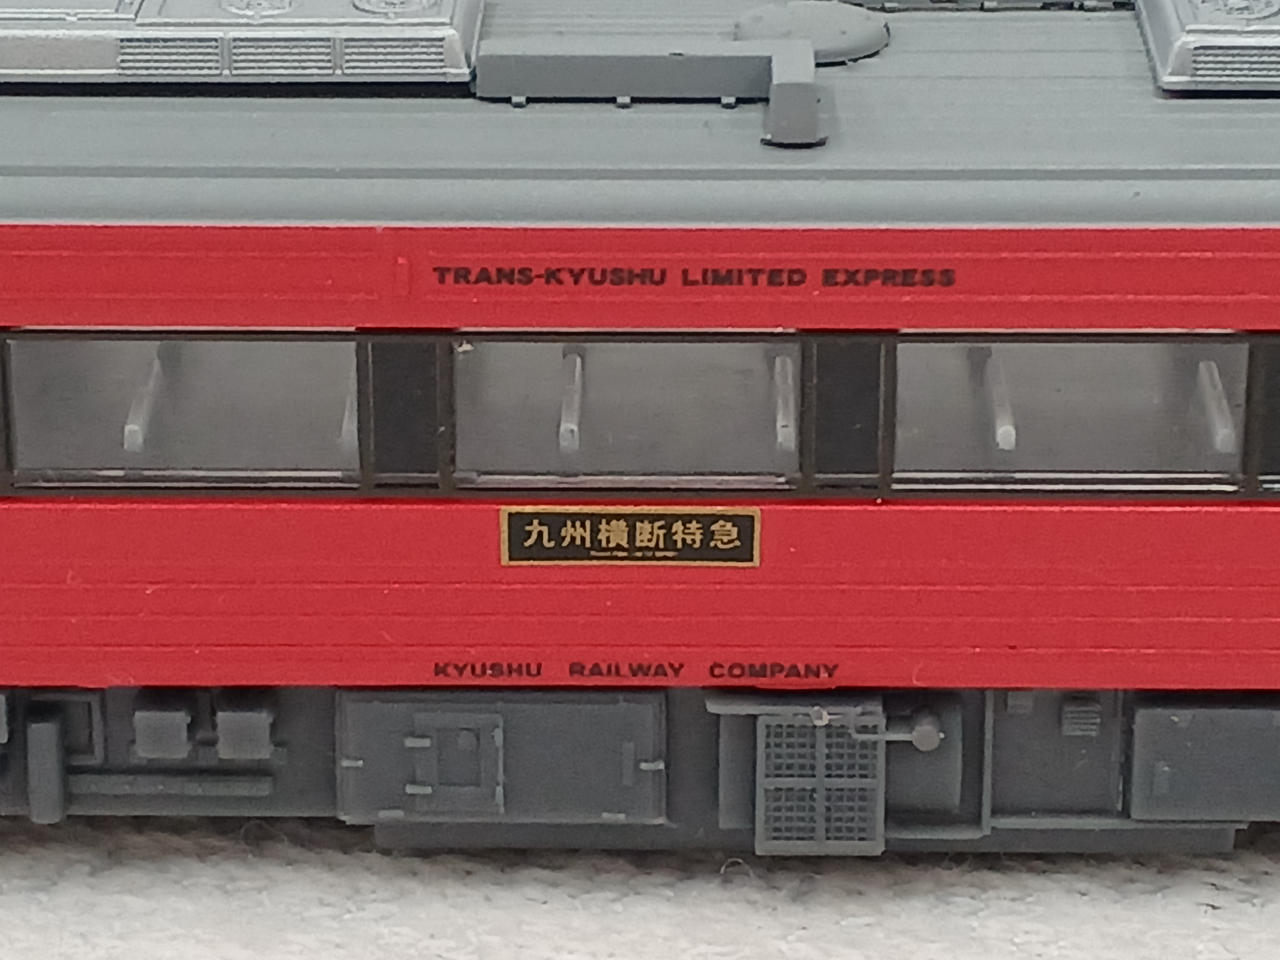 TRANS-KYUSHU LIMITED EXPRESS
九州横断特急
KYUSHU RAILWAY COMPANY